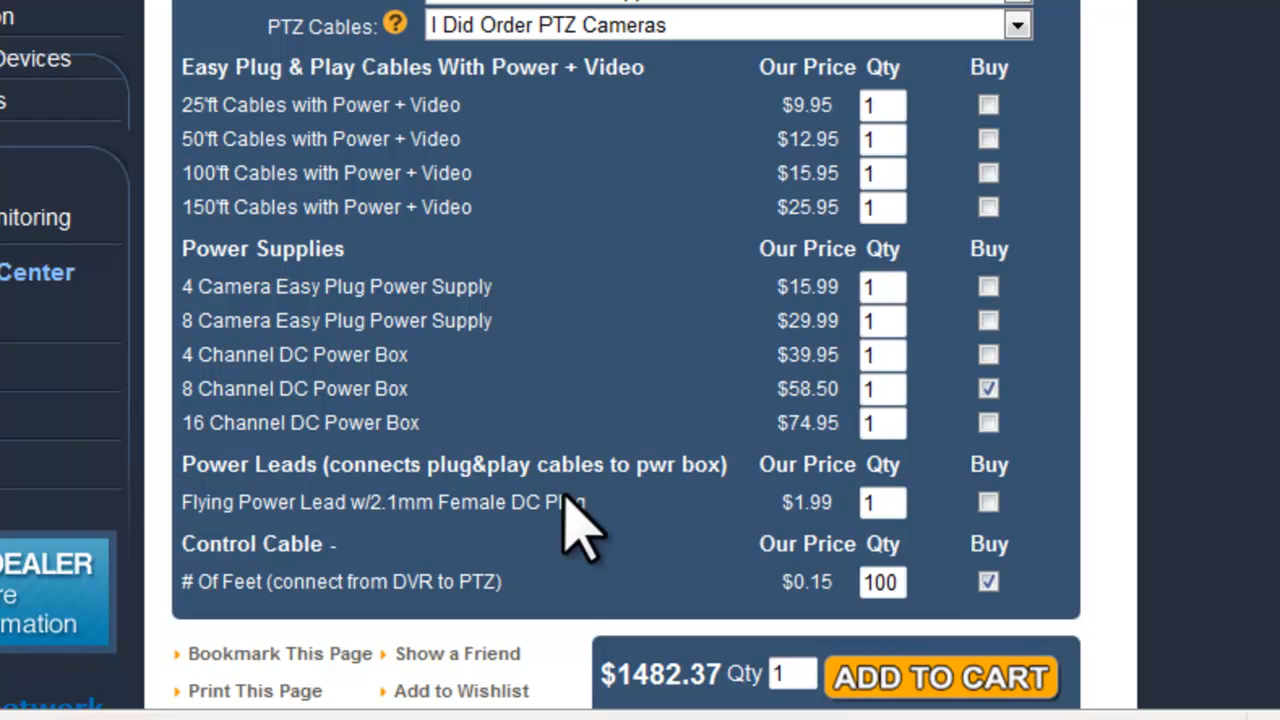 on
PTZ Cables: ? I Did Order PTZ Cameras
Devices
Easy Plug & Play Cables With Power + Video Our Price Qty Buy
s
25'ft Cables with Power + Video $9.95 1
50'ft Cables with Power + Video $12.95 1
100'ft Cables with Power + Video $15.95 1
150'ft Cables with Power + Video $25.95 1
nitoring
Power Supplies Our Price Qty Buy
Center
4 Camera Easy Plug Power Supply $15.99 1
8 Camera Easy Plug Power Supply $29.99 1
4 Channel DC Power Box $39.95 1
8 Channel DC Power Box $58.50 1
16 Channel DC Power Box $74.95 1
Power Leads (connects plug&play cables to pwr box) Our Price Qty Buy
Flying Power Lead w/2.1mm Female DC Plug $1.99 1
Control Cable - Our Price Qty Buy
DEALER
# Of Feet (connect from DVR to PTZ) $0.15 100
re
mation
Bookmark This Page Show a Friend
$1482.37 Qty 1 ADD TO CART
Print This Page Add to Wishlist
etwork